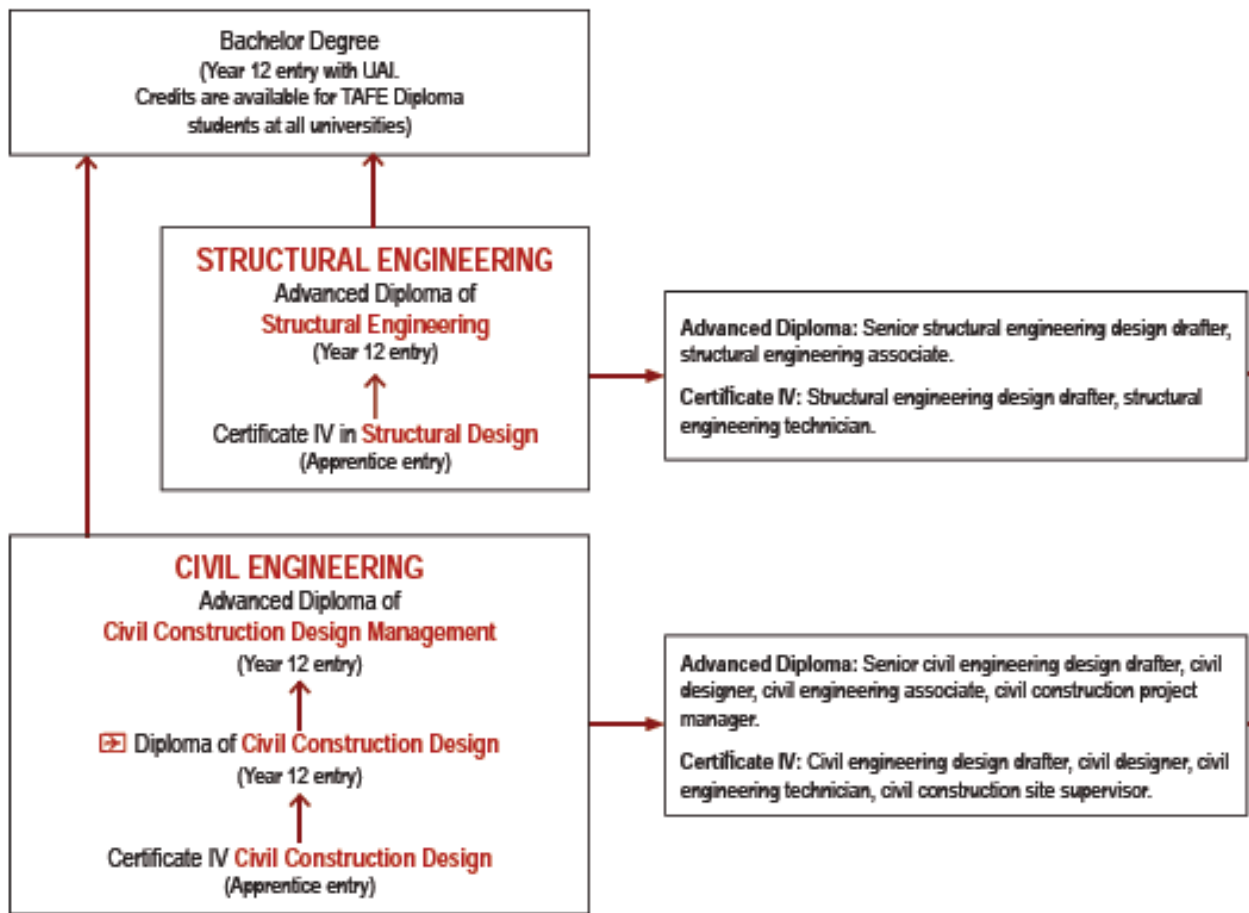 Bachelor Degree
(Year 12 entry with UAI.
Credits are available for TAFE Diploma
students at all universities)
STRUCTURAL ENGINEERING
Advanced Diploma of
Structural Engineering
(Year 12 entry)
Certificate IV in Structural Design
(Apprentice entry)
Advanced Diploma: Senior structural engineering design drafter,
structural engineering associate.
Certificate IV: Structural engineering design drafter, structural
engineering technician.
CIVIL ENGINEERING
Advanced Diploma of
Civil Construction Design Management
(Year 12 entry)
Diploma of Civil Construction Design
(Year 12 entry)
Certificate IV Civil Construction Design
(Apprentice entry)
Advanced Diploma: Senior civil engineering design drafter, civil
designer, civil engineering associate, civil construction project
manager.
Certificate IV: Civil engineering design drafter, civil designer, civil
engineering technician, civil construction site supervisor.